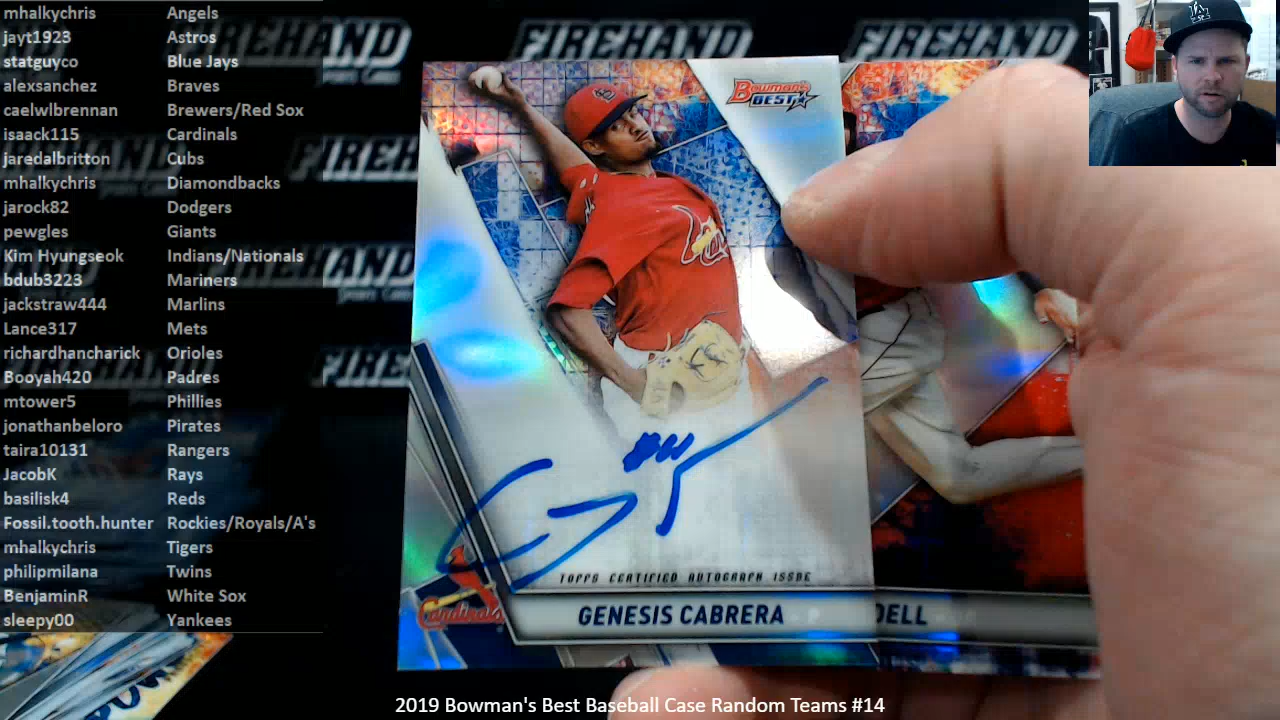 mhalkychris Angels
jayt1923 Astros
statguyco Blue Jays
alexsanchez Braves
caelwlbrennan Brewers/Red Sox
isaack115 Cardinals
jaredalbritton Cubs
mhalkychris Diamondbacks
jarock82 Dodgers
pewgles Giants
Kim Hyungseok Indians/Nationals
bdub3223 Mariners
jackstraw444 Marlins
Lance317 Mets
richardhancharick Orioles
Booyah420 Padres
mtower5 Phillies
jonathanbeloro Pirates
taira10131 Rangers
JacobK Rays
basilisk4 Reds
Fossil.tooth.hunter Rockies/Royals/A's
mhalkychris Tigers
philipmilana Twins
BenjaminR White Sox
sleepy00 Yankees
FIREHAND
FIREHAND
FIREHAND
Bowman's
BEST
TOPPS CERTIFIED AUTOGRAPH ISSUE
Cardinals
GENESIS CABRERA
DELL
2019 Bowman's Best Baseball Case Random Teams #14